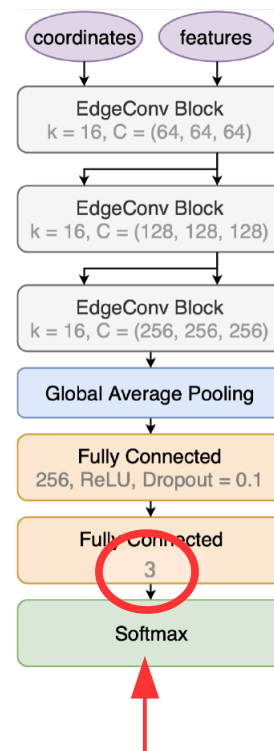 coordinates features
EdgeConv Block
k = 16, C = (64, 64, 64)
EdgeConv Block
k = 16, C = (128, 128, 128)
EdgeConv Block
k = 16, C = (256, 256, 256)
Global Average Pooling
Fully Connected
256, ReLU, Dropout = 0.1
Fully Connected
3
Softmax